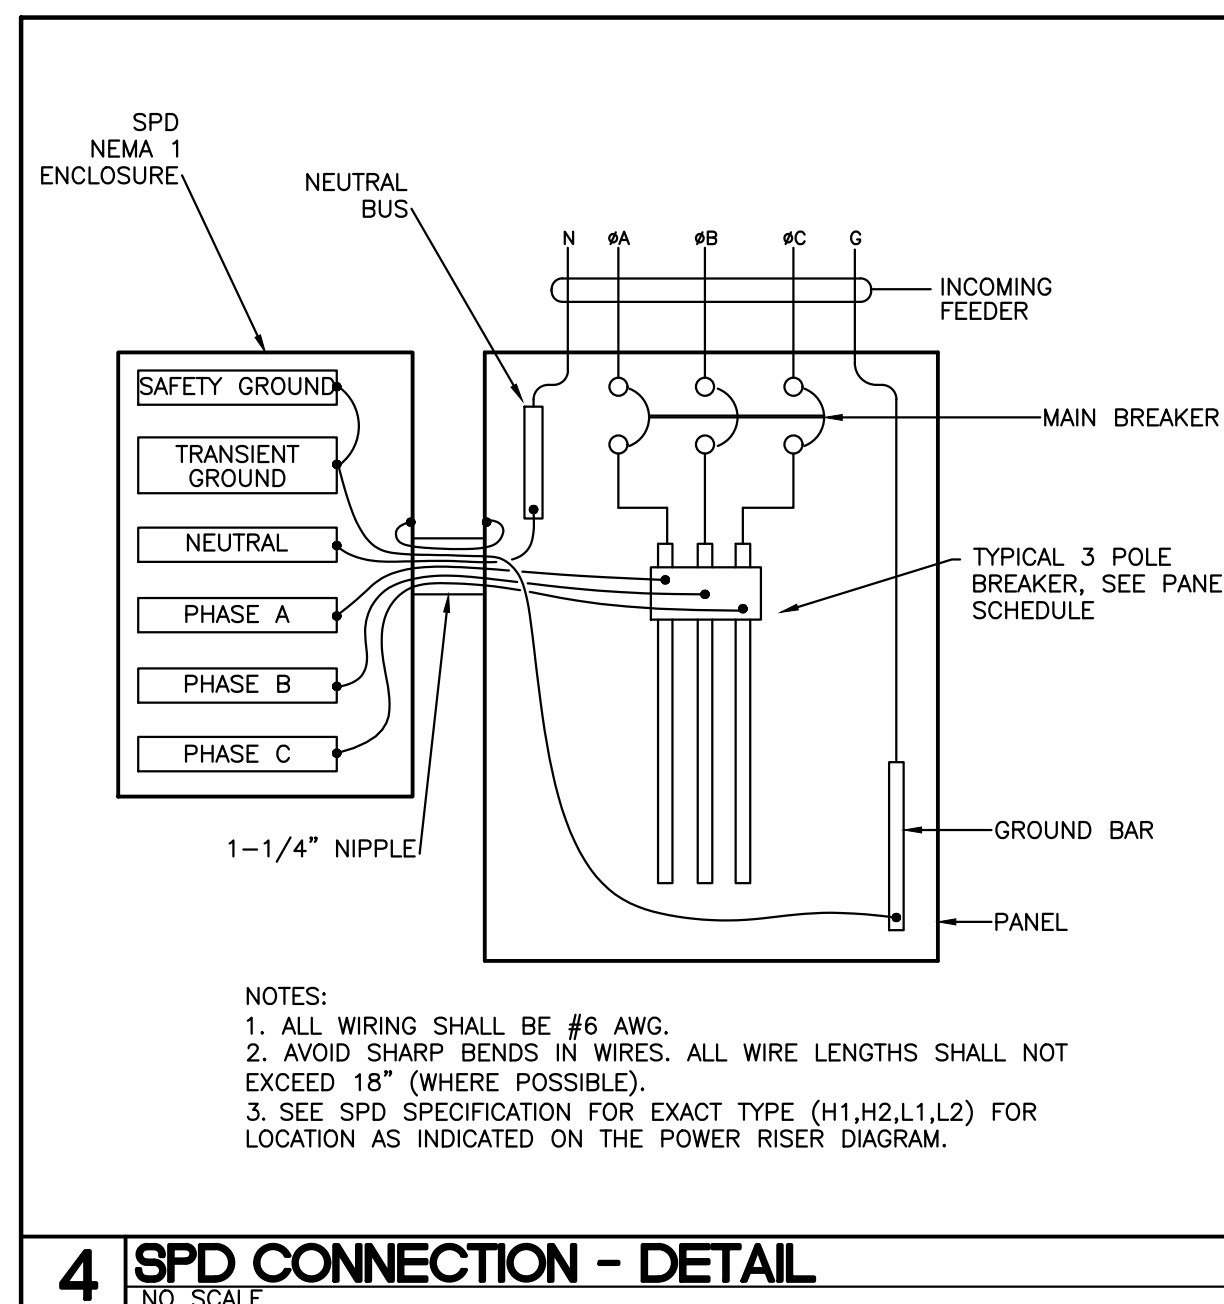 SPD
NEMA 1
ENCLOSURE
NEUTRAL
BUS
N øA øB øC G
INCOMING
FEEDER
SAFETY GROUND
TRANSIENT
GROUND
NEUTRAL
PHASE A
PHASE B
PHASE C
MAIN BREAKER
TYPICAL 3 POLE
BREAKER, SEE PANE
SCHEDULE
1-1/4" NIPPLE
GROUND BAR
PANEL
NOTES:
1. ALL WIRING SHALL BE #6 AWG.
2. AVOID SHARP BENDS IN WIRES. ALL WIRE LENGTHS SHALL NOT
EXCEED 18" (WHERE POSSIBLE).
3. SEE SPD SPECIFICATION FOR EXACT TYPE (H1,H2,L1,L2) FOR
LOCATION AS INDICATED ON THE POWER RISER DIAGRAM.
4 SPD CONNECTION - DETAIL
NO SCALE